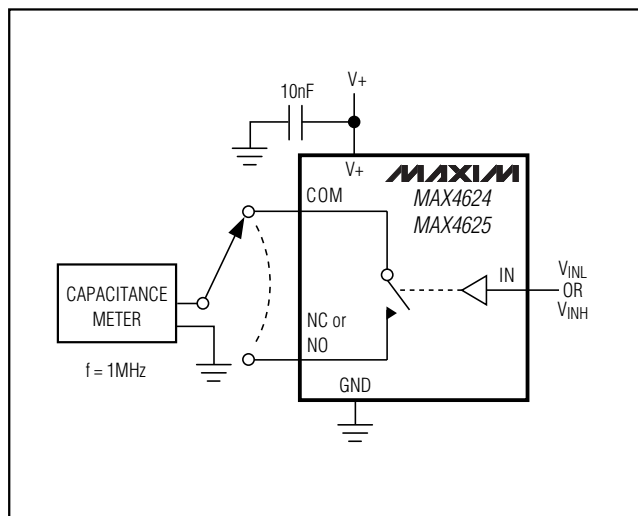 V+
10nF
V+
MAXIM
COM
MAX4624
MAX4625
IN
VINL
OR
VINH
CAPACITANCE
METER
NC or
NO
f = 1MHz
GND